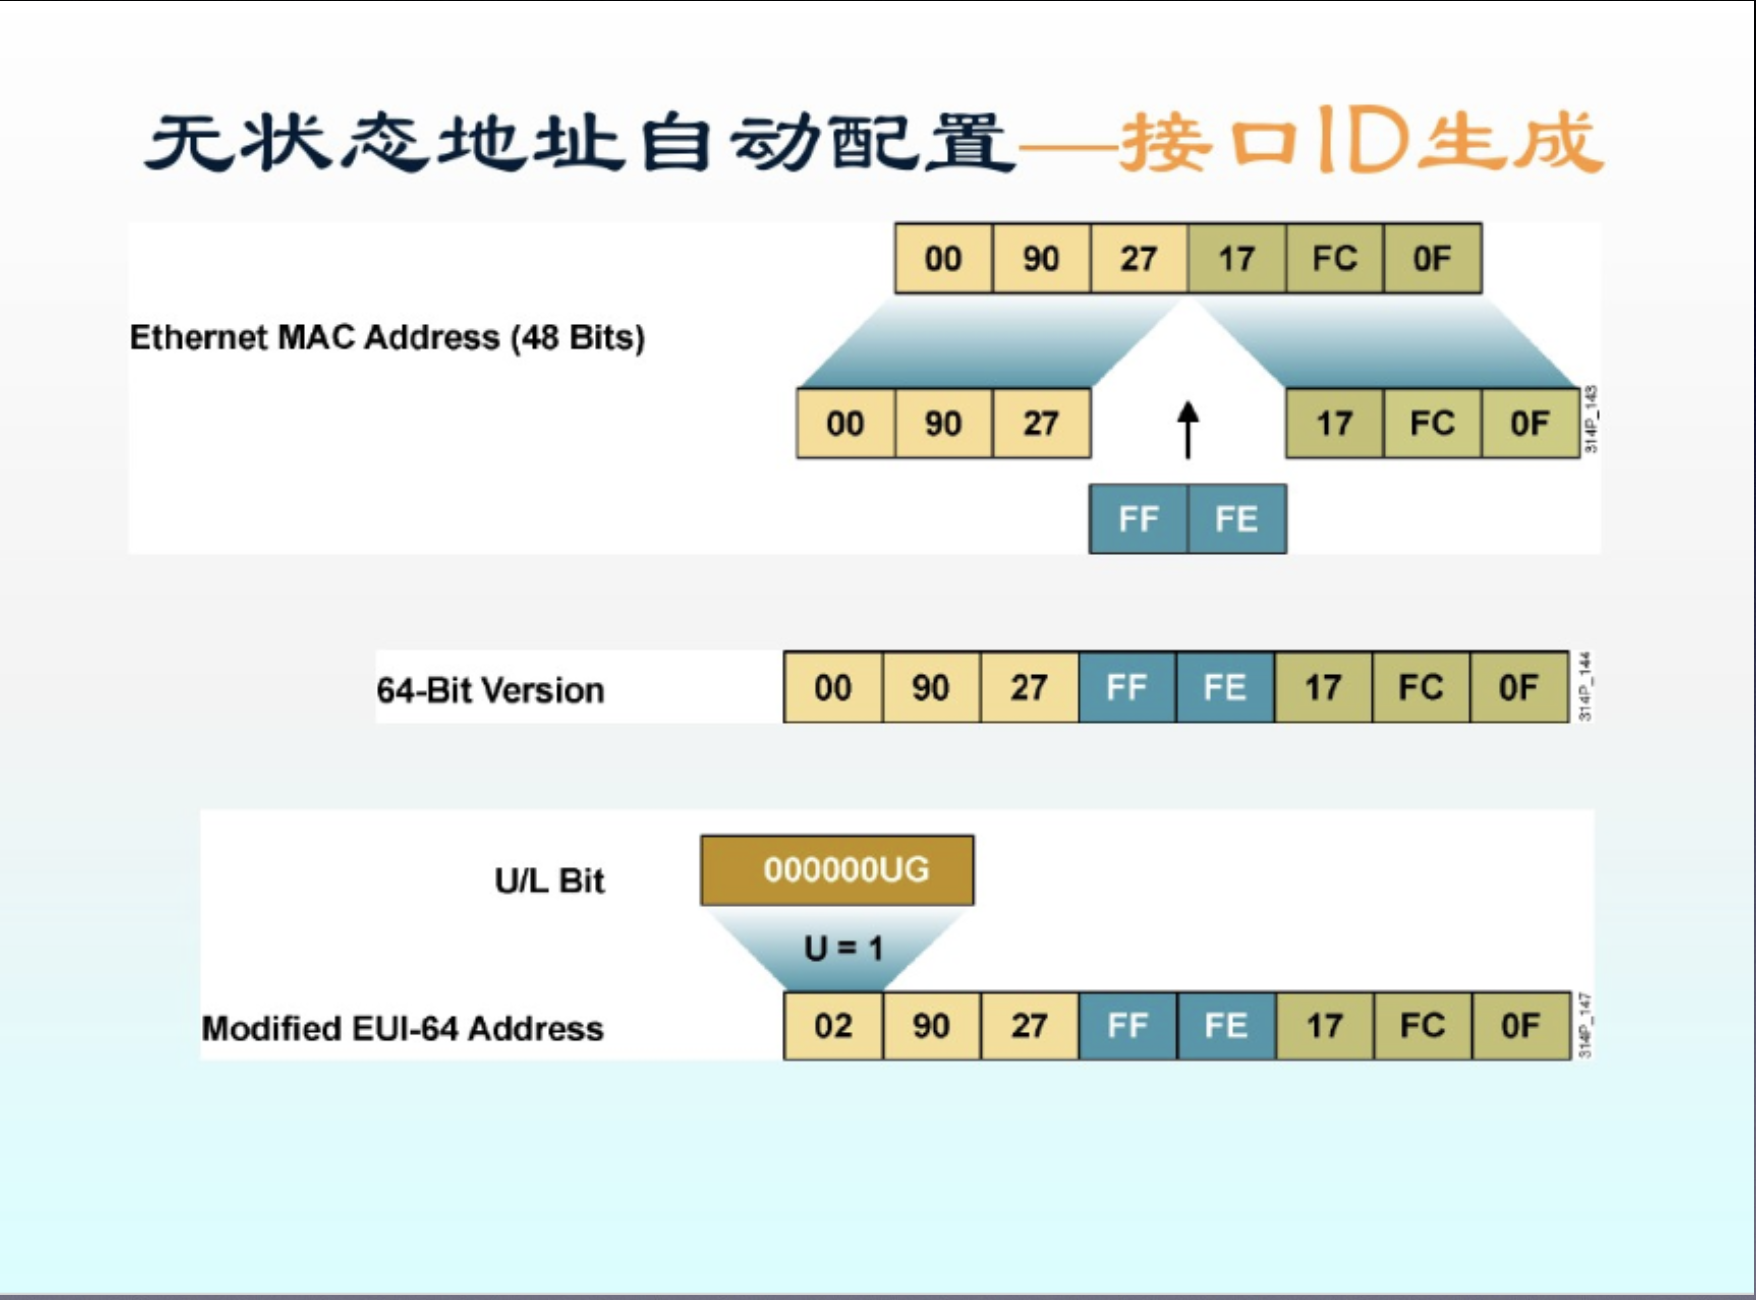 无状态地址自动配置—接口ID生成
00 90 27 17 FC 0F
Ethernet MAC Address (48 Bits)
00 90 27 17 FC 0F
314P_143
FF FE
64-Bit Version 00 90 27 FF FE 17 FC 0F
314P_144
U/L Bit 000000UG
U = 1
Modified EUI-64 Address 02 90 27 FF FE 17 FC 0F
314P_147